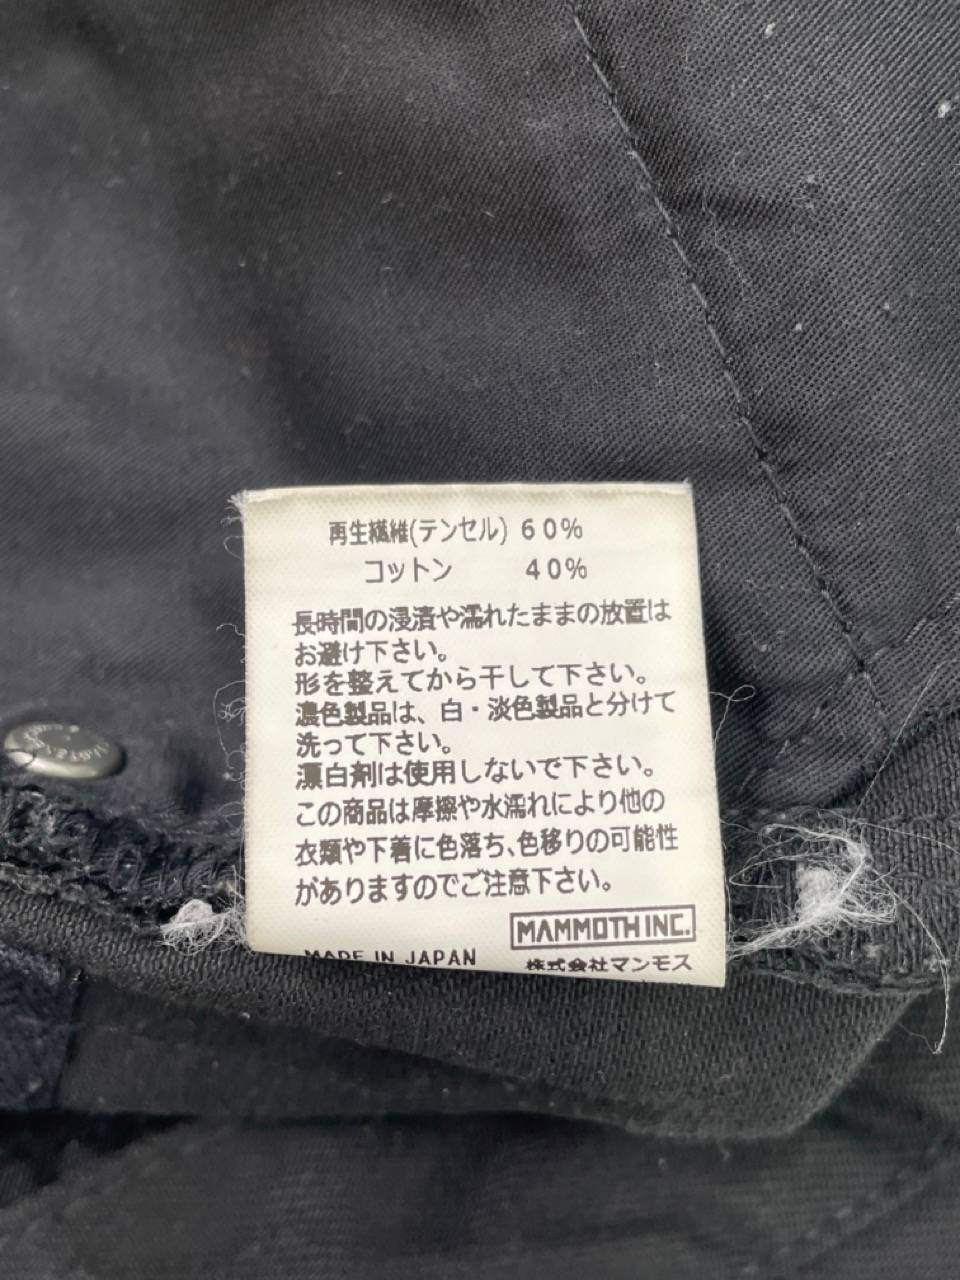 再生繊維(テンセル) 60%
コットン 40%
長時間の浸漬や濡れたままの放置は
お避け下さい。
形を整えてから干して下さい。
濃色製品は、白・淡色製品と分けて
洗って下さい。
漂白剤は使用しないで下さい。
この商品は摩擦や水濡れにより他の
衣類や下着に色落ち、色移りの可能性
がありますのでご注意下さい。
MAMMOTH INC.
MADE IN JAPAN
株式会社マンモス